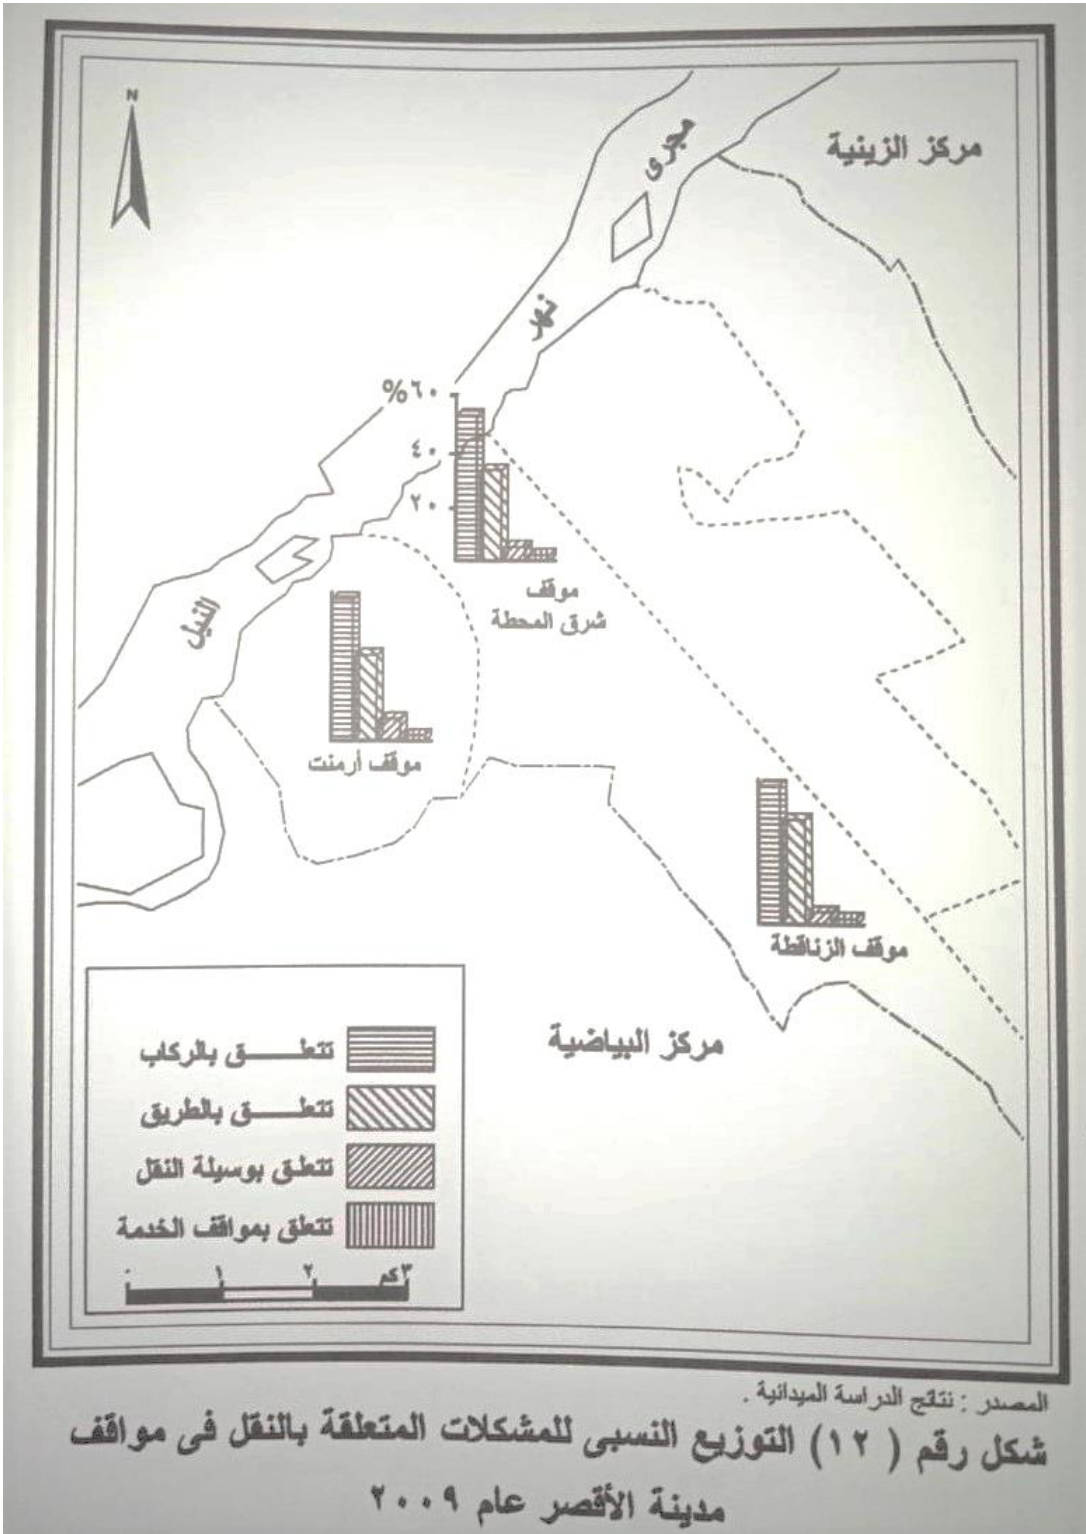 N
مركز الزينية
مجرى
نهر
النيل
%٦٠
٤٠
٢٠
موقف
شرق المحطة
موقف أرمنت
موقف الزناقطة
مركز البياضية
تتعلق بالركاب
تتعلق بالطريق
تتعلق بوسيلة النقل
تتعلق بمواقف الخدمة
٠ ١ ٢ ٣كم
المصدر : نتائج الدراسة الميدانية .
شكل رقم ( ١٢ ) التوزيع النسبى للمشكلات المتعلقة بالنقل فى مواقف
مدينة الأقصر عام ٢٠٠٩